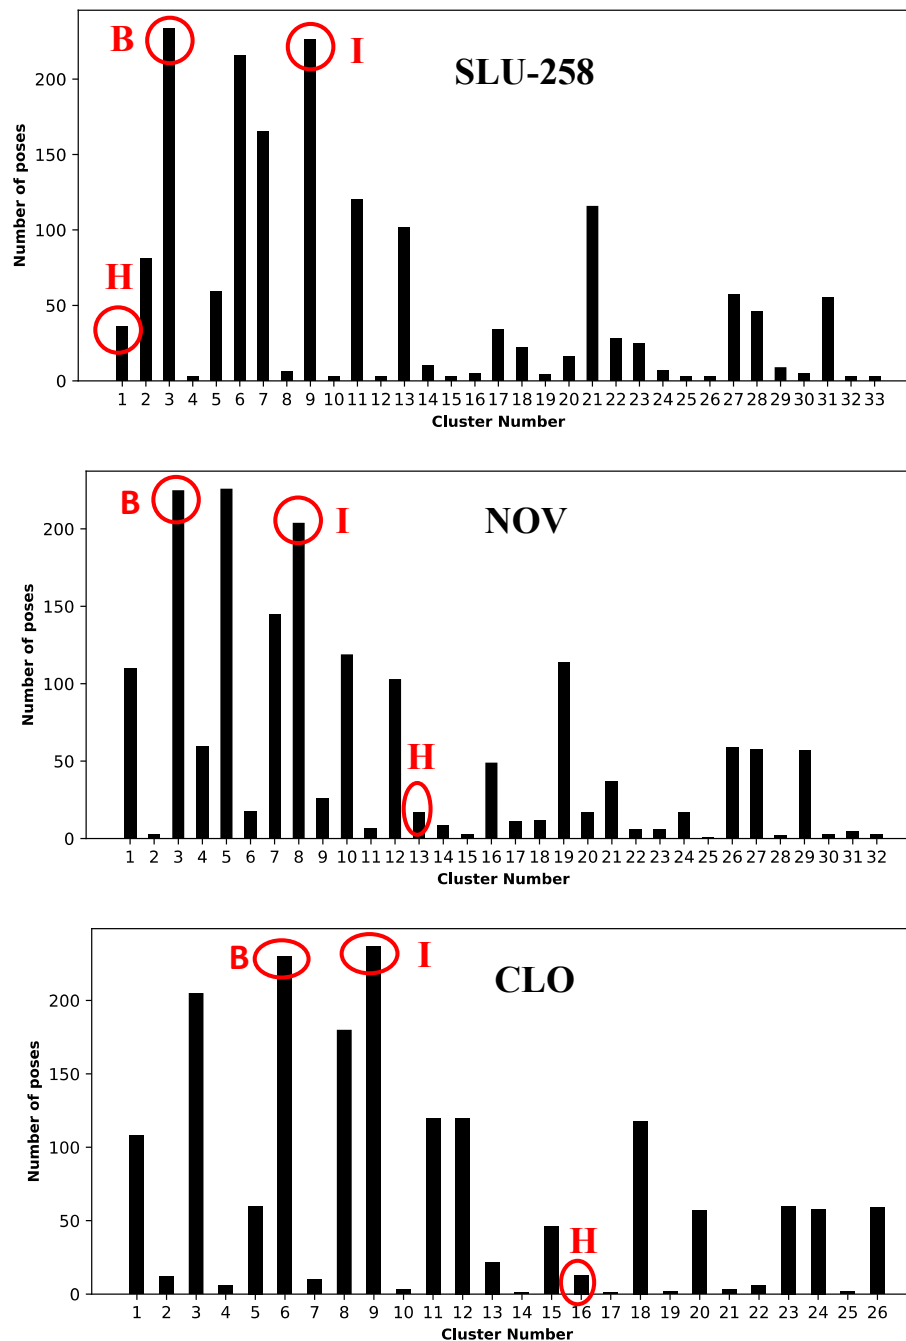 B
I
SLU-258
H
Number of poses
200
150
100
50
0
1 2 3 4 5 6 7 8 9 10 11 12 13 14 15 16 17 18 19 20 21 22 23 24 25 26 27 28 29 30 31 32 33
Cluster Number
B
I
NOV
H
Number of poses
200
150
100
50
0
1 2 3 4 5 6 7 8 9 10 11 12 13 14 15 16 17 18 19 20 21 22 23 24 25 26 27 28 29 30 31 32
Cluster Number
B
I
CLO
H
Number of poses
200
150
100
50
0
1 2 3 4 5 6 7 8 9 10 11 12 13 14 15 16 17 18 19 20 21 22 23 24 25 26
Cluster Number